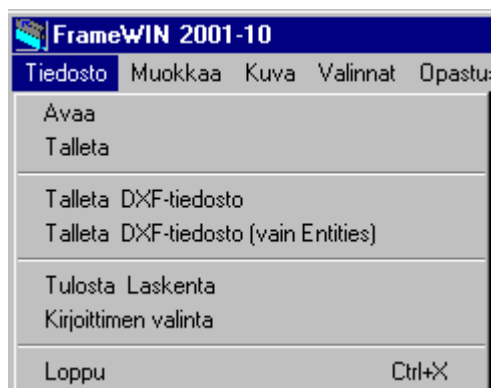 FrameWIN 2001-10
Tiedosto Muokkaa Kuva Valinnat Opastu
Avaa
Talleta
Talleta DXF-tiedosto
Talleta DXF-tiedosto (vain Entities)
Tulosta Laskenta
Kirjoittimen valinta
Loppu Ctrl+X